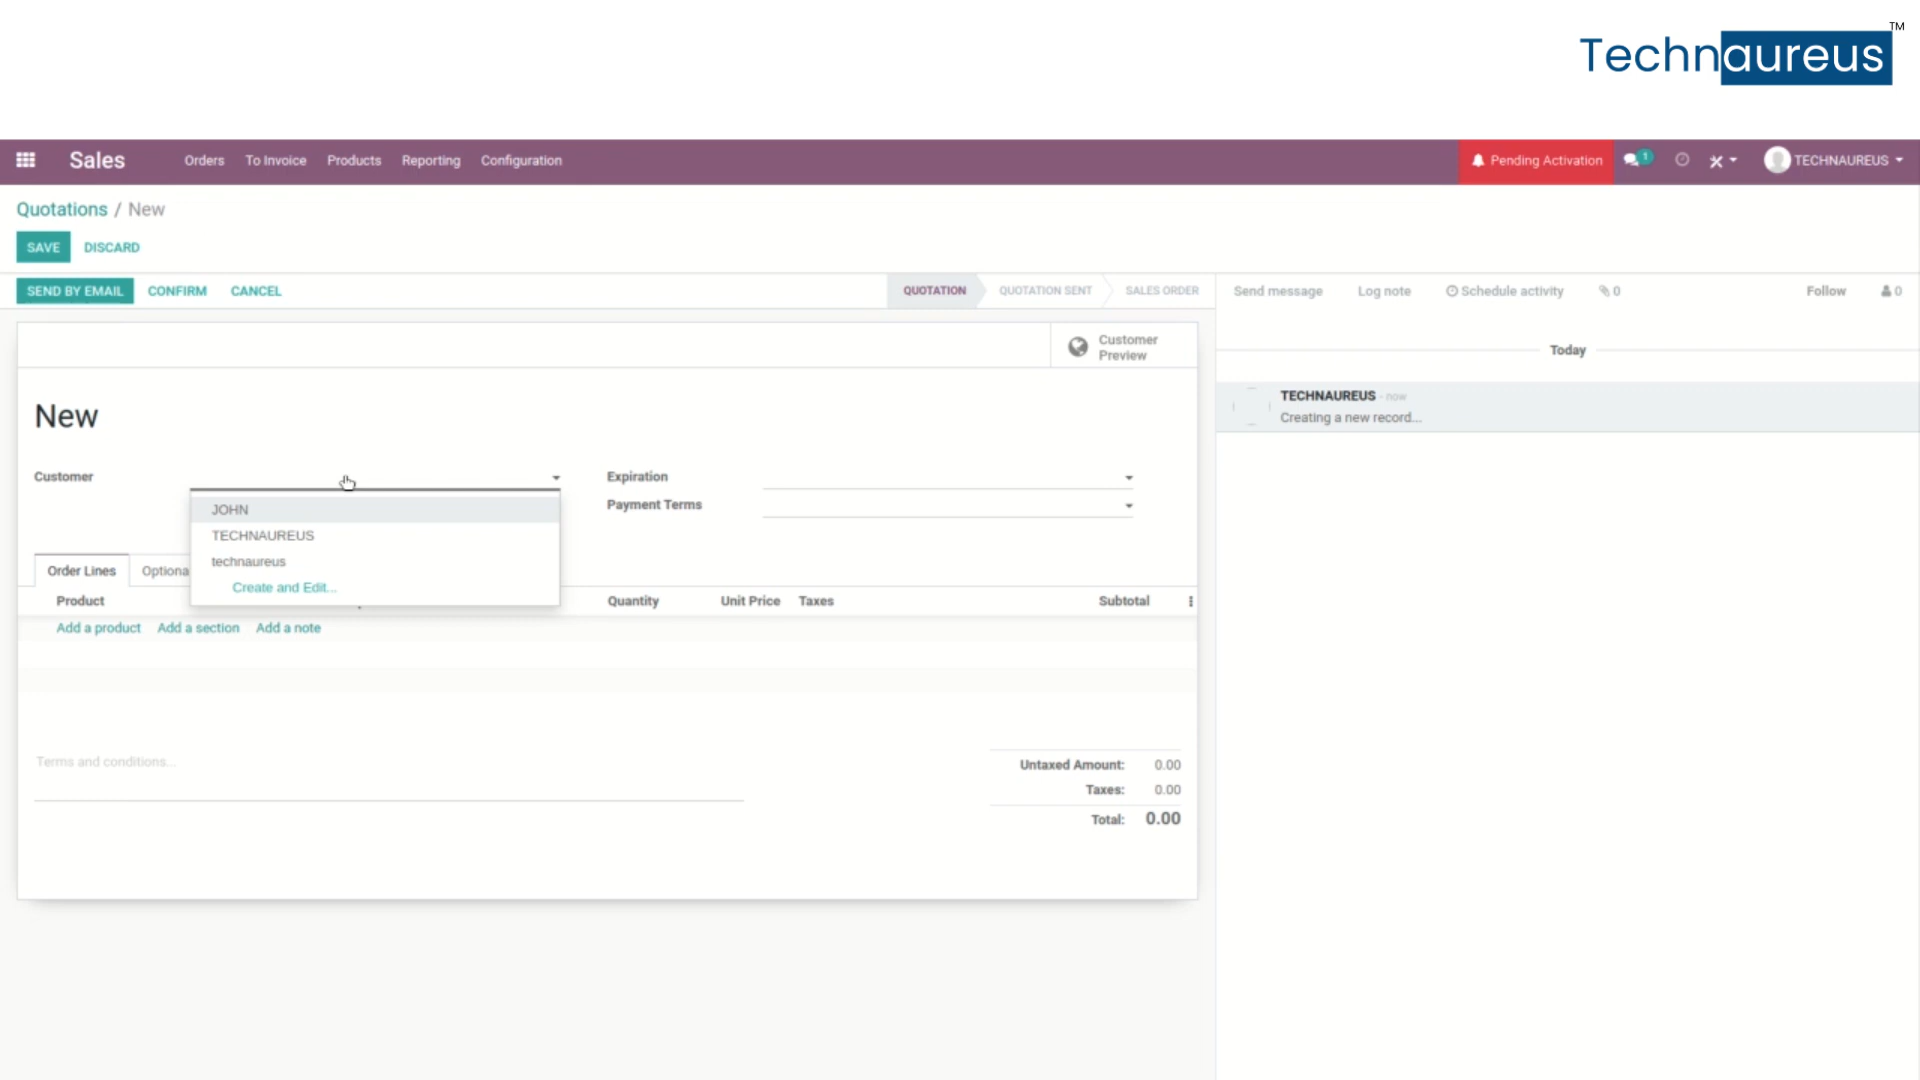 Technaureus™
Sales Orders To Invoice Products Reporting Configuration Pending Activation 1 TECHNAUREUS
Quotations / New
SAVE DISCARD
SEND BY EMAIL CONFIRM CANCEL QUOTATION QUOTATION SENT SALES ORDER Send message Log note Schedule activity 0 Follow 0
Customer
Preview
Today
TECHNAUREUS - now
Creating a new record...
New
Customer Expiration
Payment Terms
JOHN
TECHNAUREUS
technaureus
Create and Edit...
Order Lines Optiona
Product Quantity Unit Price Taxes Subtotal
Add a product Add a section Add a note
Terms and conditions...
Untaxed Amount: 0.00
Taxes: 0.00
Total: 0.00